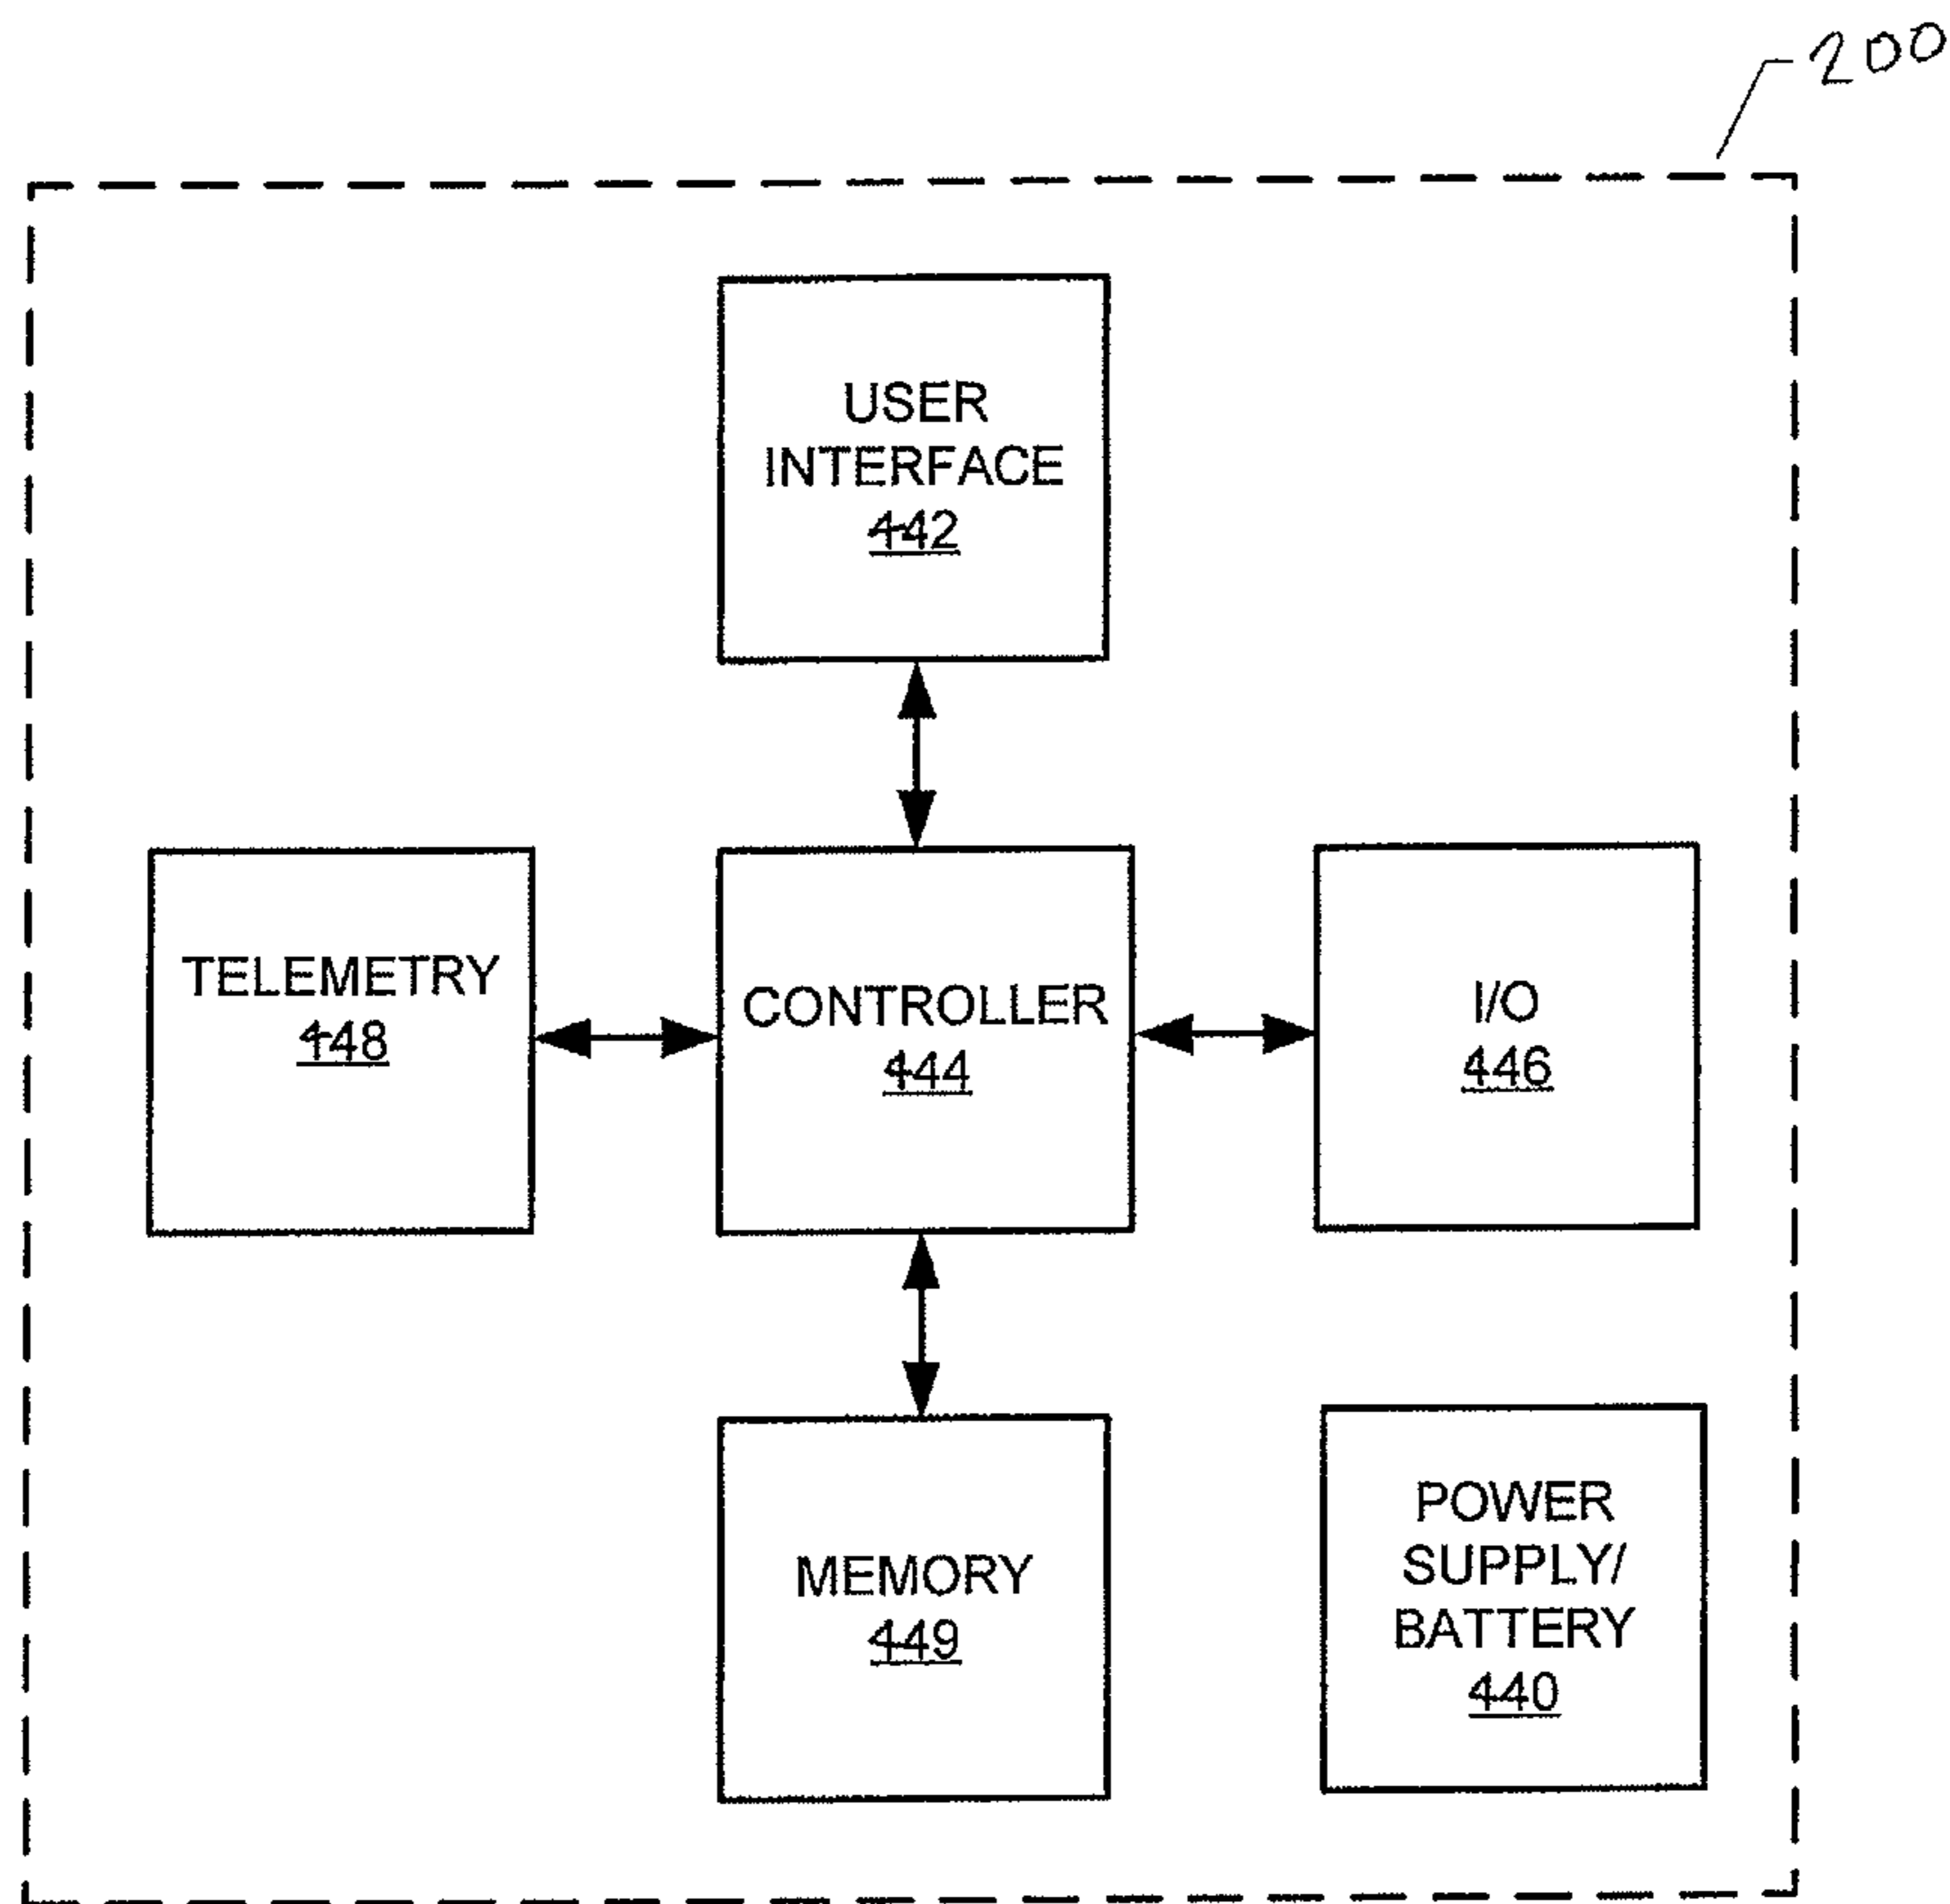 200
USER
INTERFACE
442
TELEMETRY
448
CONTROLLER
444
I/O
446
MEMORY
449
POWER
SUPPLY/
BATTERY
440